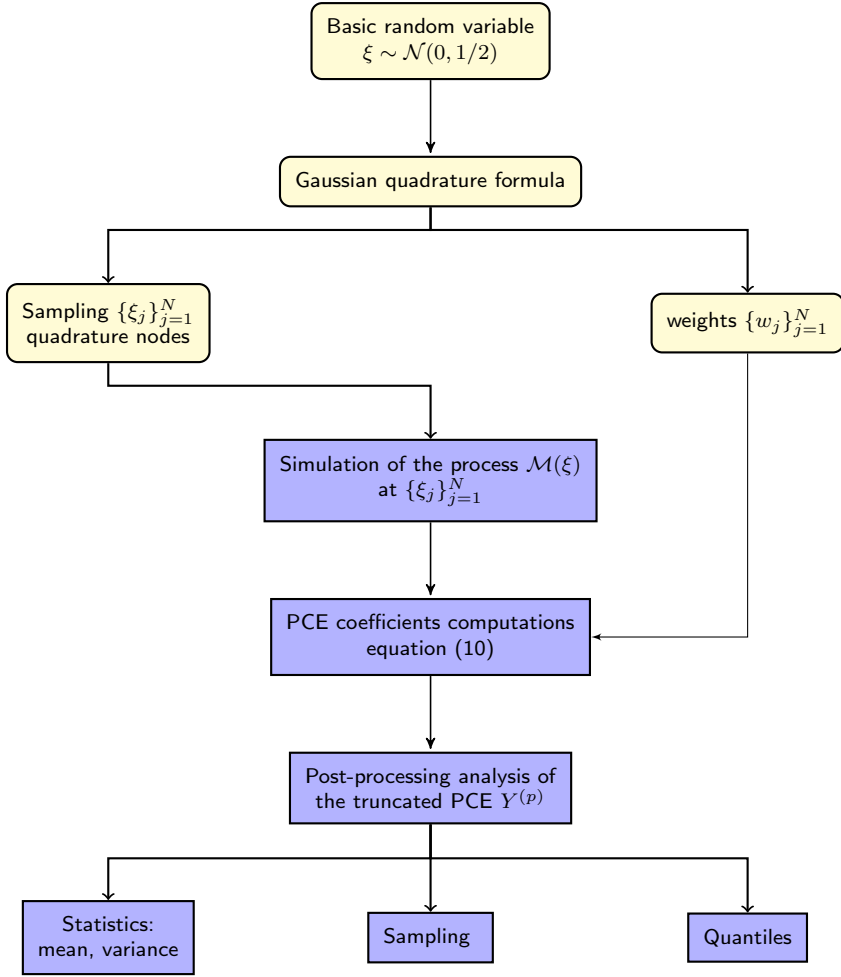 Basic random variable
ξ ∼ 𝒩(0, 1/2)
Gaussian quadrature formula
Sampling {ξ_j}_{j=1}^N
quadrature nodes
weights {w_j}_{j=1}^N
Simulation of the process ℳ(ξ)
at {ξ_j}_{j=1}^N
PCE coefficients computations
equation (10)
Post-processing analysis of
the truncated PCE Y^{(p)}
Statistics:
mean, variance
Sampling
Quantiles